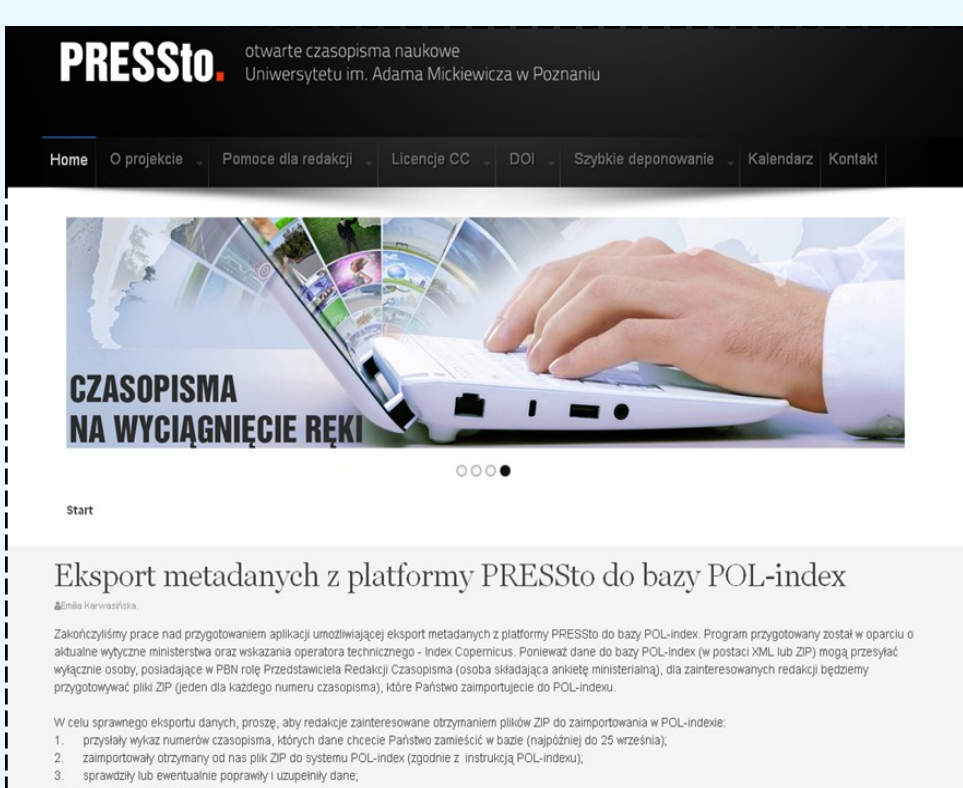 PRESSto.
otwarte czasopisma naukowe
Uniwersytetu im. Adama Mickiewicza w Poznaniu
Home O projekcie Pomoce dla redakcji Licencje CC DOI Szybkie deponowanie Kalendarz Kontakt
CZASOPISMA
NA WYCIĄGNIĘCIE RĘKI
Start
Eksport metadanych z platformy PRESSto do bazy POL-index
Emilia Karwasińska.
Zakończyliśmy prace nad przygotowaniem aplikacji umożliwiającej eksport metadanych z platformy PRESSto do bazy POL-index. Program przygotowany został w oparciu o
aktualne wytyczne ministerstwa oraz wskazania operatora technicznego - Index Copernicus. Ponieważ dane do bazy POL-index (w postaci XML lub ZIP) mogą przesyłać
wyłącznie osoby, posiadające w PBN rolę Przedstawiciela Redakcji Czasopisma (osoba składająca ankietę ministerialną), dla zainteresowanych redakcji będziemy
przygotowywać pliki ZIP (jeden dla każdego numeru czasopisma), które Państwo zaimportujecie do POL-indexu.
W celu sprawnego eksportu danych, proszę, aby redakcje zainteresowane otrzymaniem plików ZIP do zaimportowania w POL-indexie:
1. przysłały wykaz numerów czasopisma, których dane chcecie Państwo zamieścić w bazie (najpóźniej do 25 września);
2. zaimportowały otrzymany od nas plik ZIP do systemu POL-index (zgodnie z instrukcją POL-indexu);
3. sprawdziły lub ewentualnie poprawiły i uzupełniły dane;